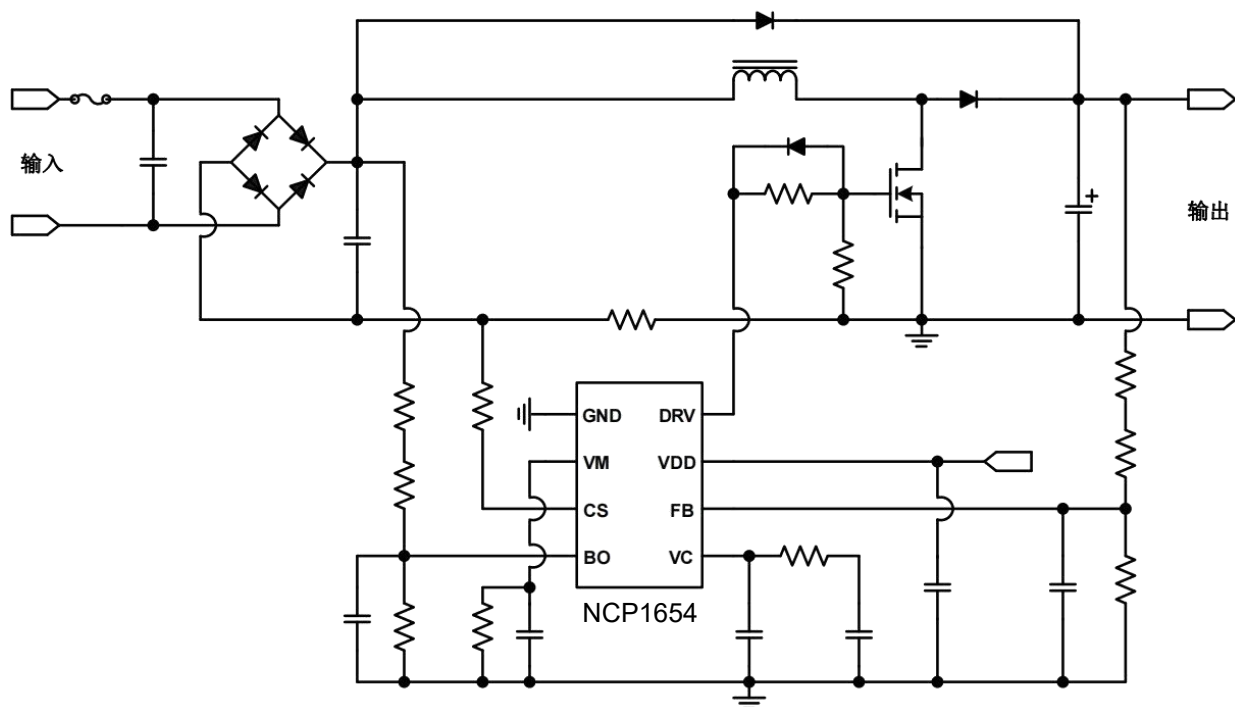 输入
输出
GND DRV
VM VDD
CS FB
BO VC
NCP1654